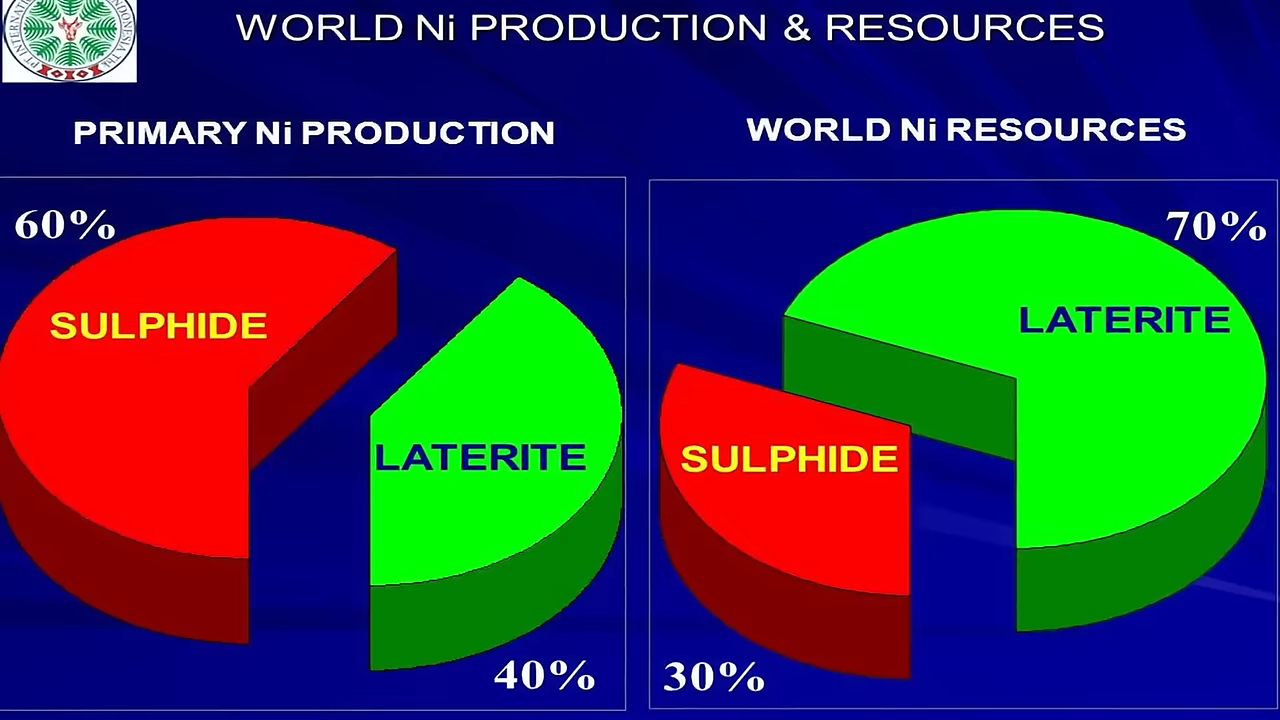 WORLD Ni PRODUCTION & RESOURCES
PRIMARY Ni PRODUCTION
WORLD Ni RESOURCES
60%
SULPHIDE
LATERITE
40%
70%
LATERITE
SULPHIDE
30%